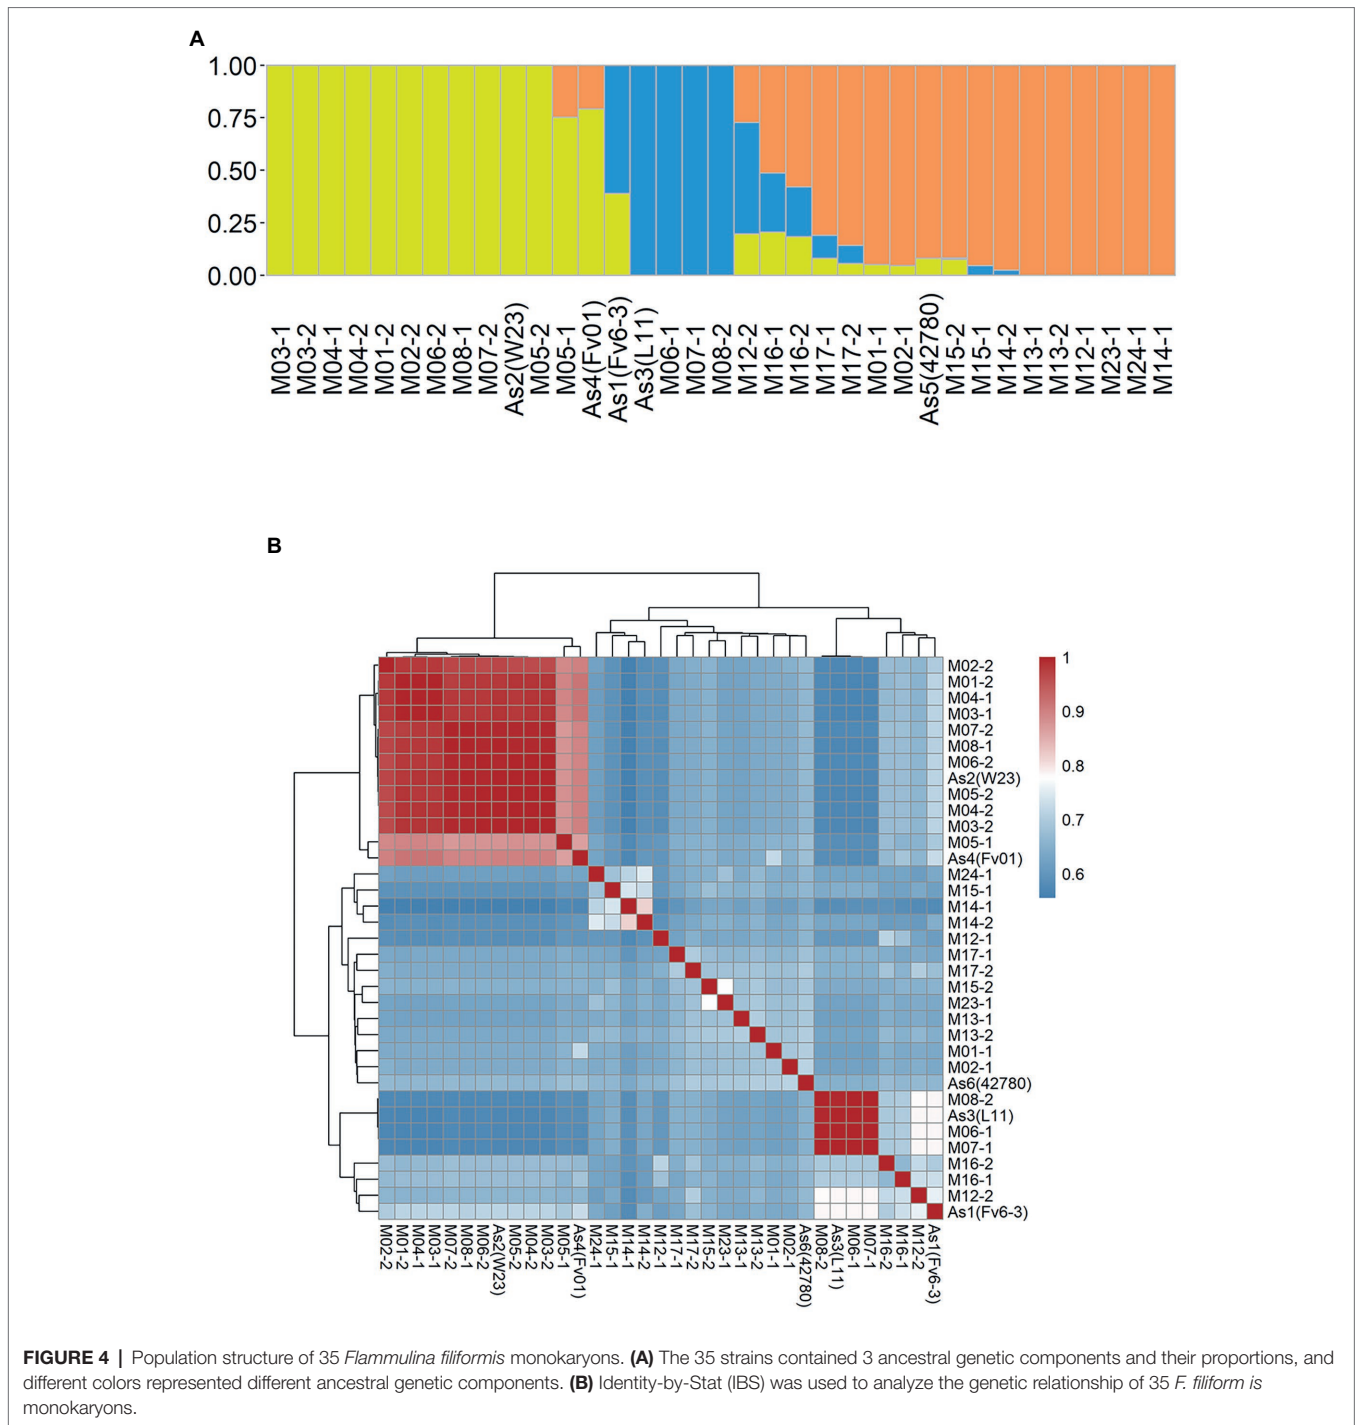 A
1.00
0.75
0.50
0.25
0.00
M03-1
M03-2
M04-1
M04-2
M01-2
M02-2
M06-2
M08-1
M07-2
As2(W23)
M05-2
M05-1
As4(Fv01)
As1(Fv6-3)
As3(L11)
M06-1
M07-1
M08-2
M12-2
M16-1
M16-2
M17-1
M17-2
M01-1
M02-1
As5(42780)
M15-2
M15-1
M14-2
M13-1
M13-2
M12-1
M23-1
M24-1
M14-1
B
M02-2
M01-2
M04-1
M03-1
M07-2
M08-1
M06-2
As2(W23)
M05-2
M04-2
M03-2
M05-1
As4(Fv01)
M24-1
M15-1
M14-1
M14-2
M12-1
M17-1
M17-2
M15-2
M23-1
M13-1
M13-2
M01-1
M02-1
As6(42780)
M08-2
As3(L11)
M06-1
M07-1
M16-2
M16-1
M12-2
As1(Fv6-3)
1
0.9
0.8
0.7
0.6
M02-2
M01-2
M04-1
M03-1
M07-2
M08-1
M06-2
As2(W23)
M05-2
M04-2
M03-2
M05-1
As4(Fv01)
M24-1
M15-1
M14-1
M14-2
M12-1
M17-1
M17-2
M15-2
M23-1
M13-1
M13-2
M01-1
M02-1
As6(42780)
M08-2
As3(L11)
M06-1
M07-1
M16-2
M16-1
M12-2
As1(Fv6-3)
FIGURE 4 | Population structure of 35 Flammulina filiformis monokaryons. (A) The 35 strains contained 3 ancestral genetic components and their proportions, and
different colors represented different ancestral genetic components. (B) Identity-by-Stat (IBS) was used to analyze the genetic relationship of 35 F. filiform is
monokaryons.